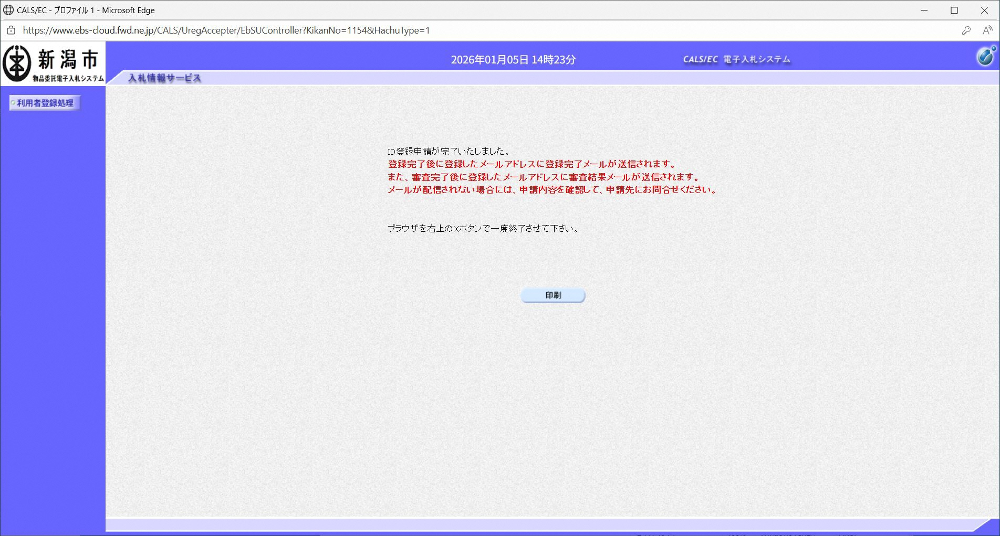 CALS/EC - プロファイル 1 - Microsoft Edge
https://www.ebs-cloud.fwd.ne.jp/CALS/UregAccepter/EbSUController?KikanNo=1154&HachuType=1
新潟市
物品委託電子入札システム
2026年01月05日 14時23分
CALS/EC 電子入札システム
入札情報サービス
利用者登録処理
ID登録申請が完了いたしました。
登録完了後に登録したメールアドレスに登録完了メールが送信されます。
また、審査完了後に登録したメールアドレスに審査結果メールが送信されます。
メールが配信されない場合には、申請内容を確認して、申請先にお問合せください。
ブラウザを右上の×ボタンで一度終了させて下さい。
印刷